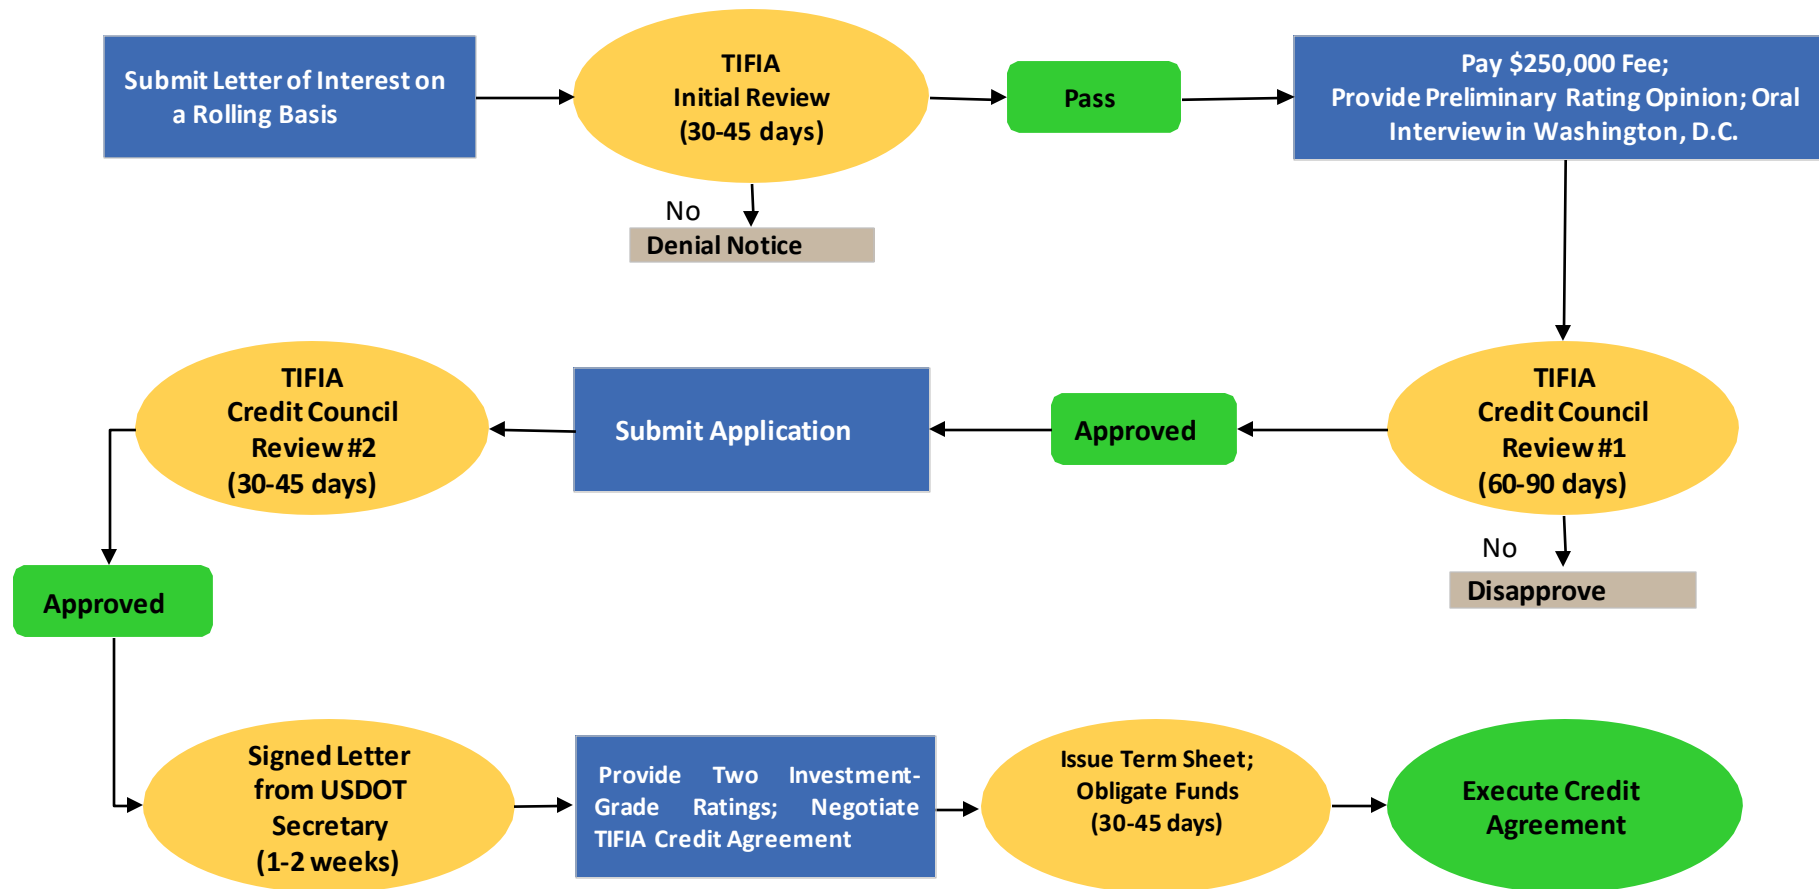 Submit Letter of Interest on
a Rolling Basis
TIFIA
Initial Review
(30-45 days)
Pass
Pay $250,000 Fee;
Provide Preliminary Rating Opinion; Oral
Interview in Washington, D.C.
No
Denial Notice
TIFIA
Credit Council
Review #2
(30-45 days)
Submit Application
Approved
TIFIA
Credit Council
Review #1
(60-90 days)
No
Disapprove
Approved
Signed Letter
from USDOT
Secretary
(1-2 weeks)
Provide Two Investment-
Grade Ratings; Negotiate
TIFIA Credit Agreement
Issue Term Sheet;
Obligate Funds
(30-45 days)
Execute Credit
Agreement